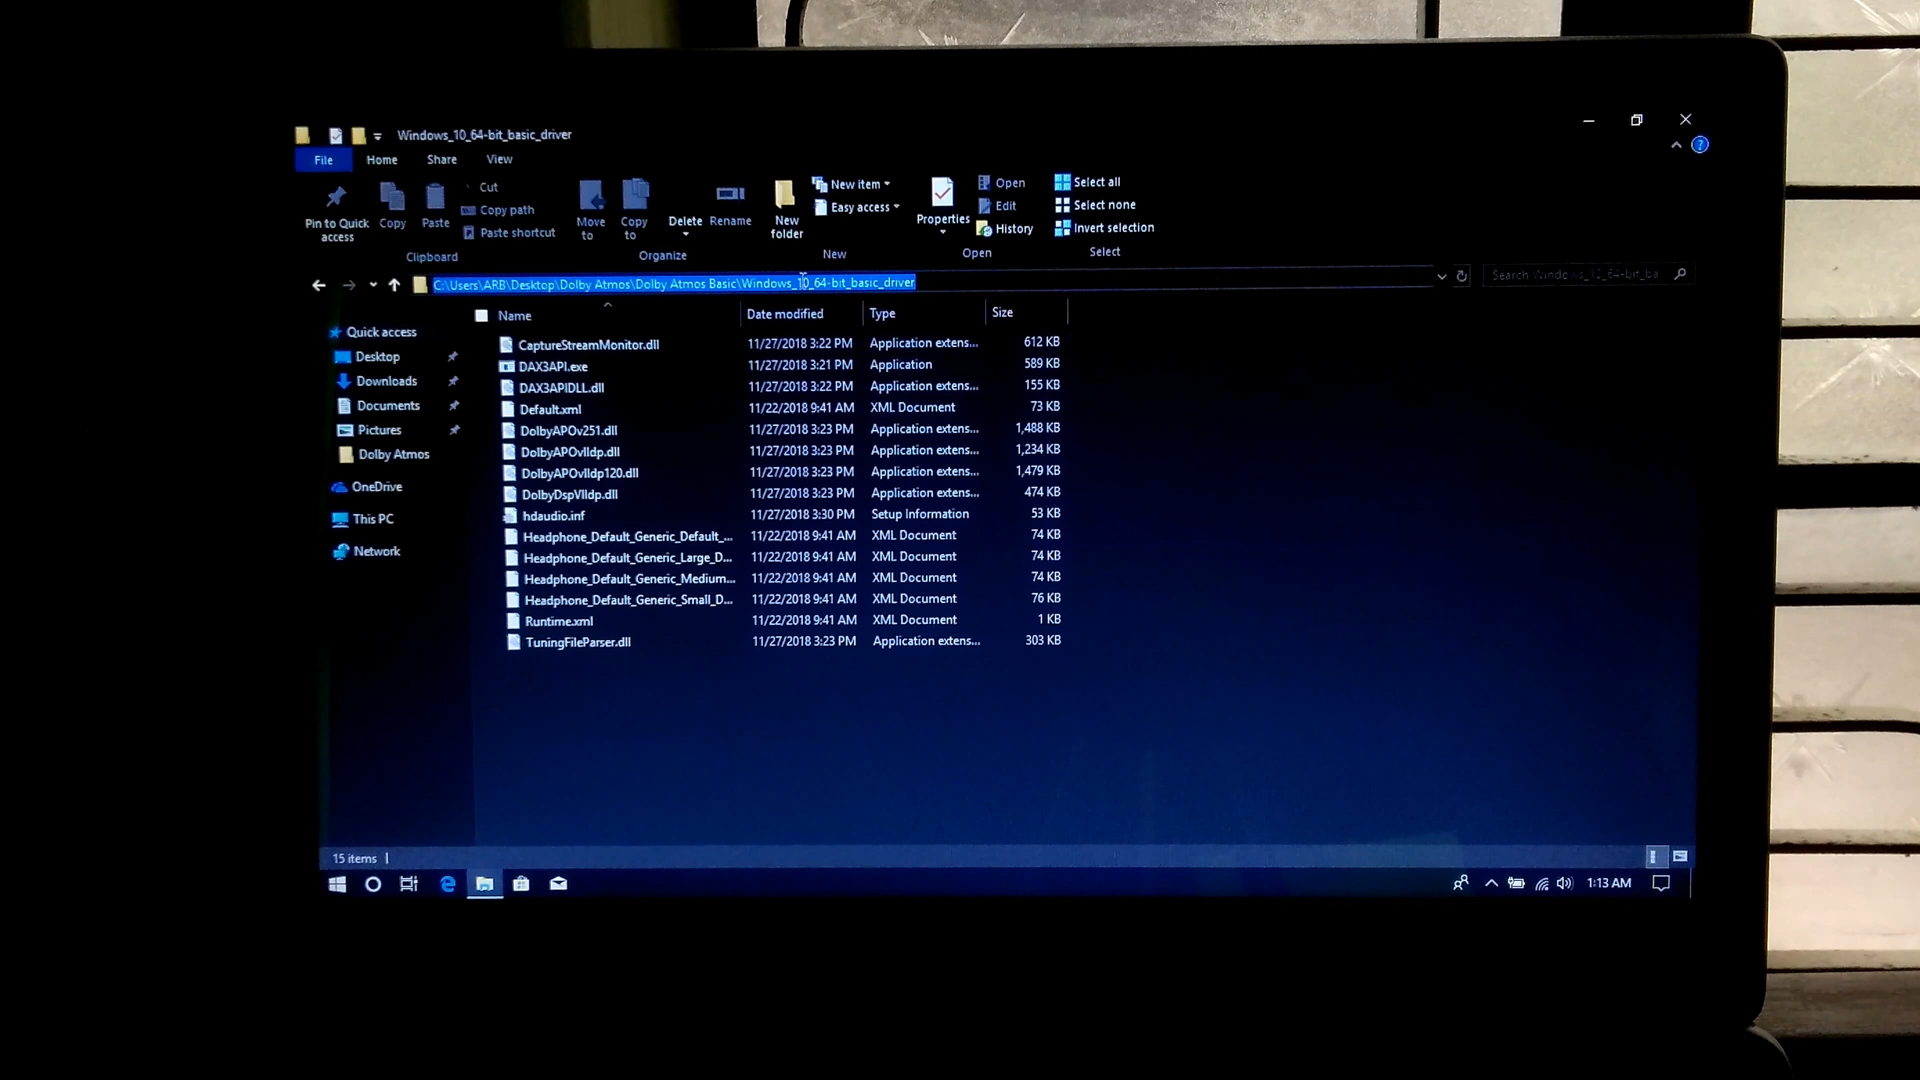 Windows_10_64-bit_basic_driver
File Home Share View
Pin to Quick access
Copy
Paste
Cut
Copy path
Paste shortcut
Clipboard
Move to
Copy to
Delete
Rename
Organize
New folder
New item
Easy access
New
Properties
Open
Edit
History
Open
Select all
Select none
Invert selection
Select
C:\Users\ARB\Desktop\Dolby Atmos\Dolby Atmos Basic\Windows_10_64-bit_basic_driver
Search Windows_10_64-bit_ba
Quick access
Desktop
Downloads
Documents
Pictures
Dolby Atmos
OneDrive
This PC
Network
Name Date modified Type Size
CaptureStreamMonitor.dll 11/27/2018 3:22 PM Application extens... 612 KB
DAX3API.exe 11/27/2018 3:21 PM Application 589 KB
DAX3APIDLL.dll 11/27/2018 3:22 PM Application extens... 155 KB
Default.xml 11/22/2018 9:41 AM XML Document 73 KB
DolbyAPOv251.dll 11/27/2018 3:23 PM Application extens... 1,488 KB
DolbyAPOvlldp.dll 11/27/2018 3:23 PM Application extens... 1,234 KB
DolbyAPOvlldp120.dll 11/27/2018 3:23 PM Application extens... 1,479 KB
DolbyDspVlldp.dll 11/27/2018 3:23 PM Application extens... 474 KB
hdaudio.inf 11/27/2018 3:30 PM Setup Information 53 KB
Headphone_Default_Generic_Default_... 11/22/2018 9:41 AM XML Document 74 KB
Headphone_Default_Generic_Large_D... 11/22/2018 9:41 AM XML Document 74 KB
Headphone_Default_Generic_Medium... 11/22/2018 9:41 AM XML Document 74 KB
Headphone_Default_Generic_Small_D... 11/22/2018 9:41 AM XML Document 76 KB
Runtime.xml 11/22/2018 9:41 AM XML Document 1 KB
TuningFileParser.dll 11/27/2018 3:23 PM Application extens... 303 KB
15 items
1:13 AM